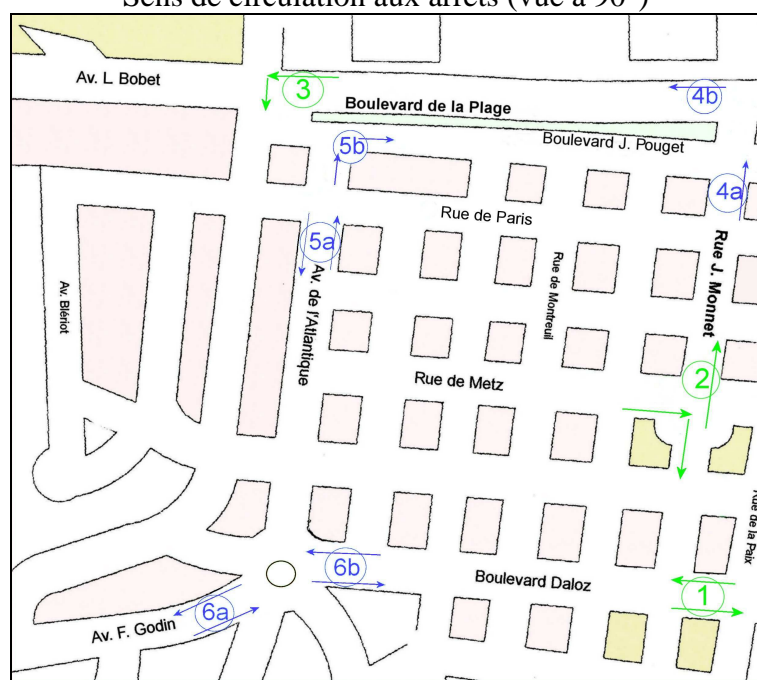 Sens de circulation aux arrêts (vue à 90°)
Av. L Bobet
3
4b
Boulevard de la Plage
Boulevard J. Pouget
5b
4a
Rue de Paris
5a
Rue J. Monnet
Rue de Montreuil
Av. de l'Atlantique
Av. Blériot
Rue de Metz
2
Rue de la Paix
6b
Boulevard Daloz
1
6a
Av. F. Godin